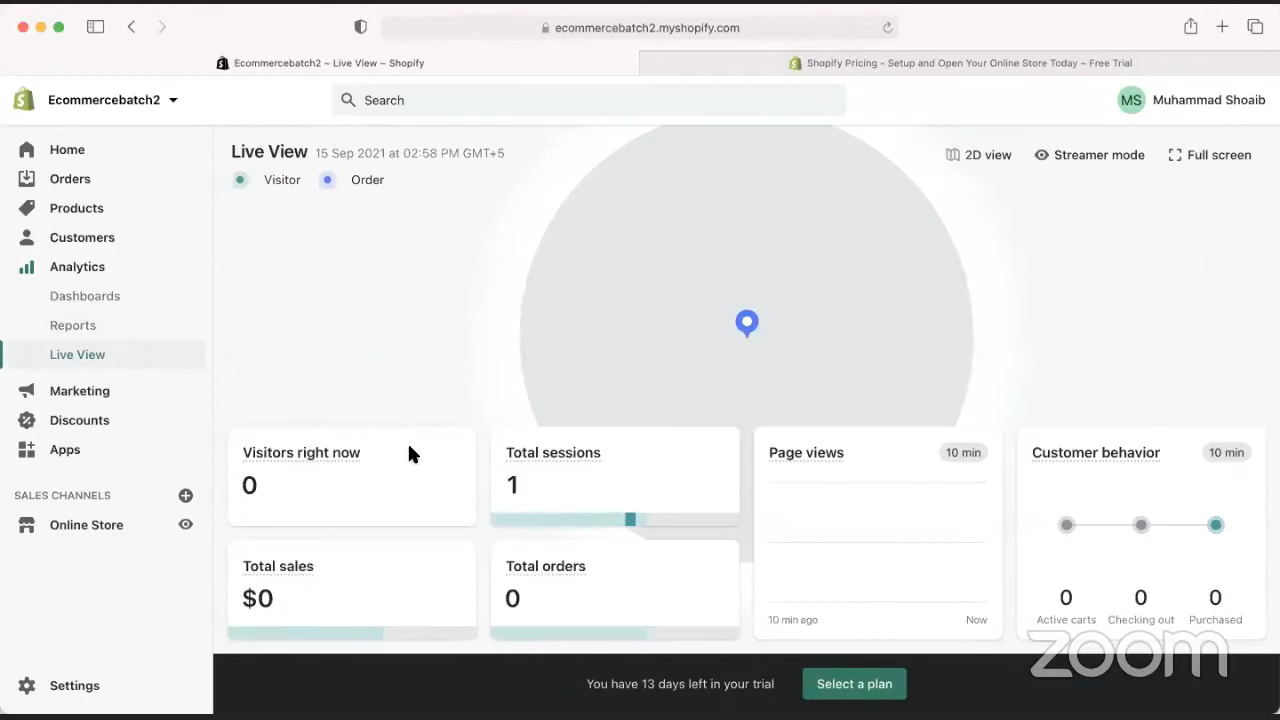 ecommercebatch2.myshopify.com
Ecommercebatch2 ~ Live View ~ Shopify
Shopify Pricing - Setup and Open Your Online Store Today ~ Free Trial
Ecommercebatch2
Search
MS
Muhammad Shoaib
Home
Orders
Products
Customers
Analytics
Dashboards
Reports
Live View
Marketing
Discounts
Apps
SALES CHANNELS
Online Store
Settings
Live View 15 Sep 2021 at 02:58 PM GMT+5
2D view
Streamer mode
Full screen
Visitor
Order
Visitors right now
0
Total sessions
1
Total sales
$0
Total orders
0
Page views
10 min
10 min ago
Now
Customer behavior
10 min
0 0 0
Active carts Checking out Purchased
zoom
You have 13 days left in your trial
Select a plan